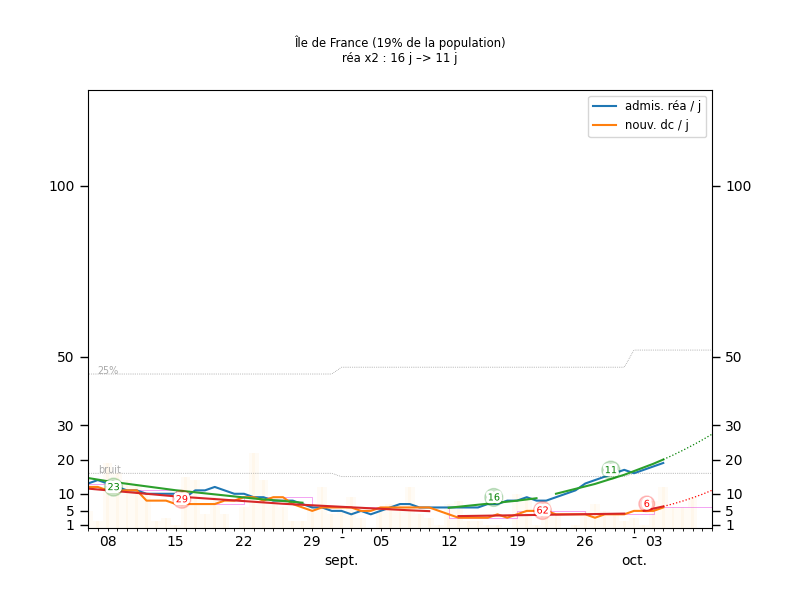 Île de France (19% de la population)
réa x2 : 16 j –> 11 j
admis. réa / j
nouv. dc / j
100 100
50 50
25%
30 30
20 20
bruit
23
29
16
11
62
6
10 10
5 5
1 1
08 15 22 29 - 05 12 19 26 - 03
sept. oct.